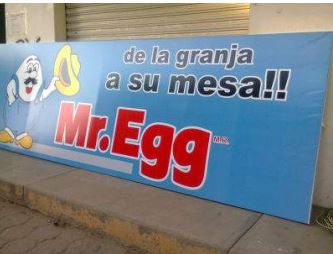 de la granja
a su mesa!!
Mr. Egg M.R.